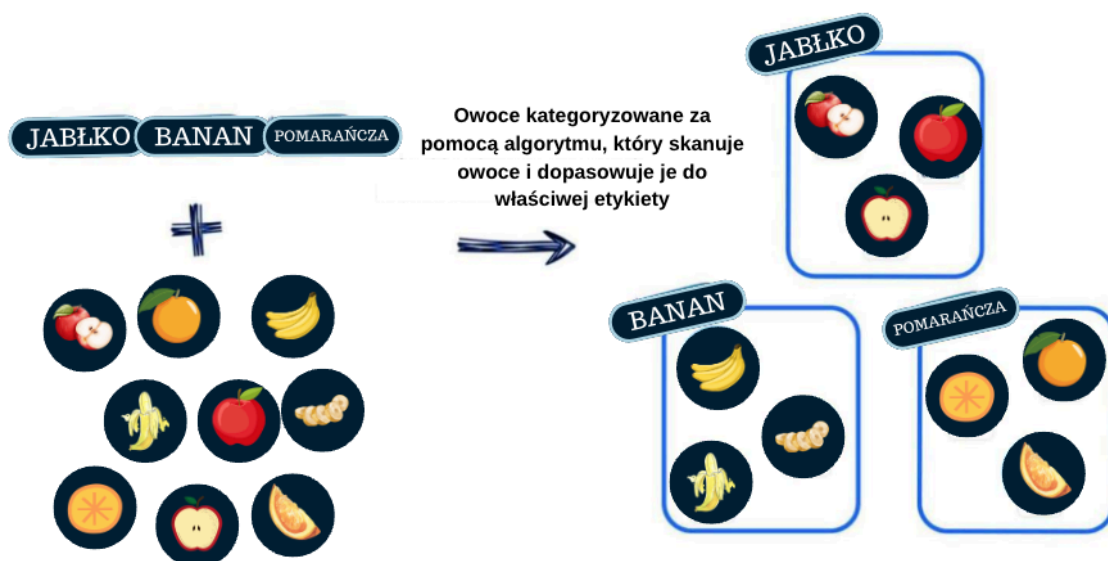 JABŁKO BANAN POMARAŃCZA
Owoce kategoryzowane za
pomocą algorytmu, który skanuje
owoce i dopasowuje je do
właściwej etykiety
JABŁKO
BANAN
POMARAŃCZA